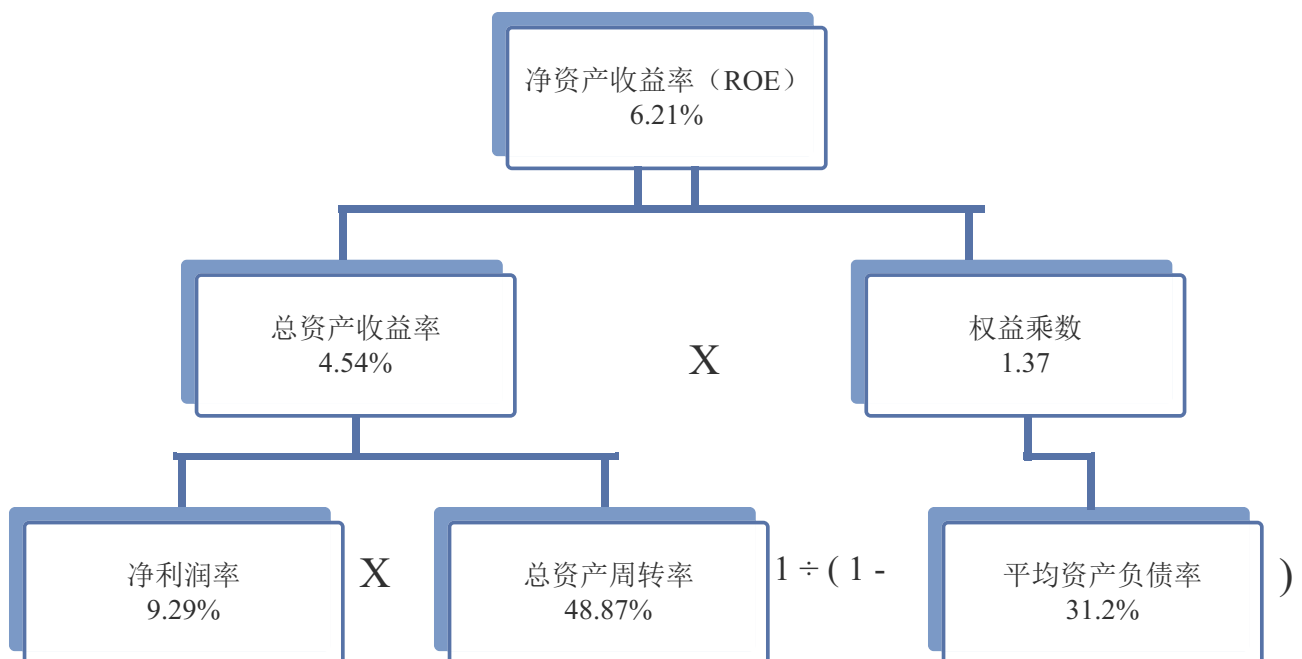 净资产收益率（ROE）
6.21%
总资产收益率
4.54%
X
权益乘数
1.37
净利润率
9.29%
X
总资产周转率
48.87%
1 ÷ ( 1 -
平均资产负债率
31.2%
)